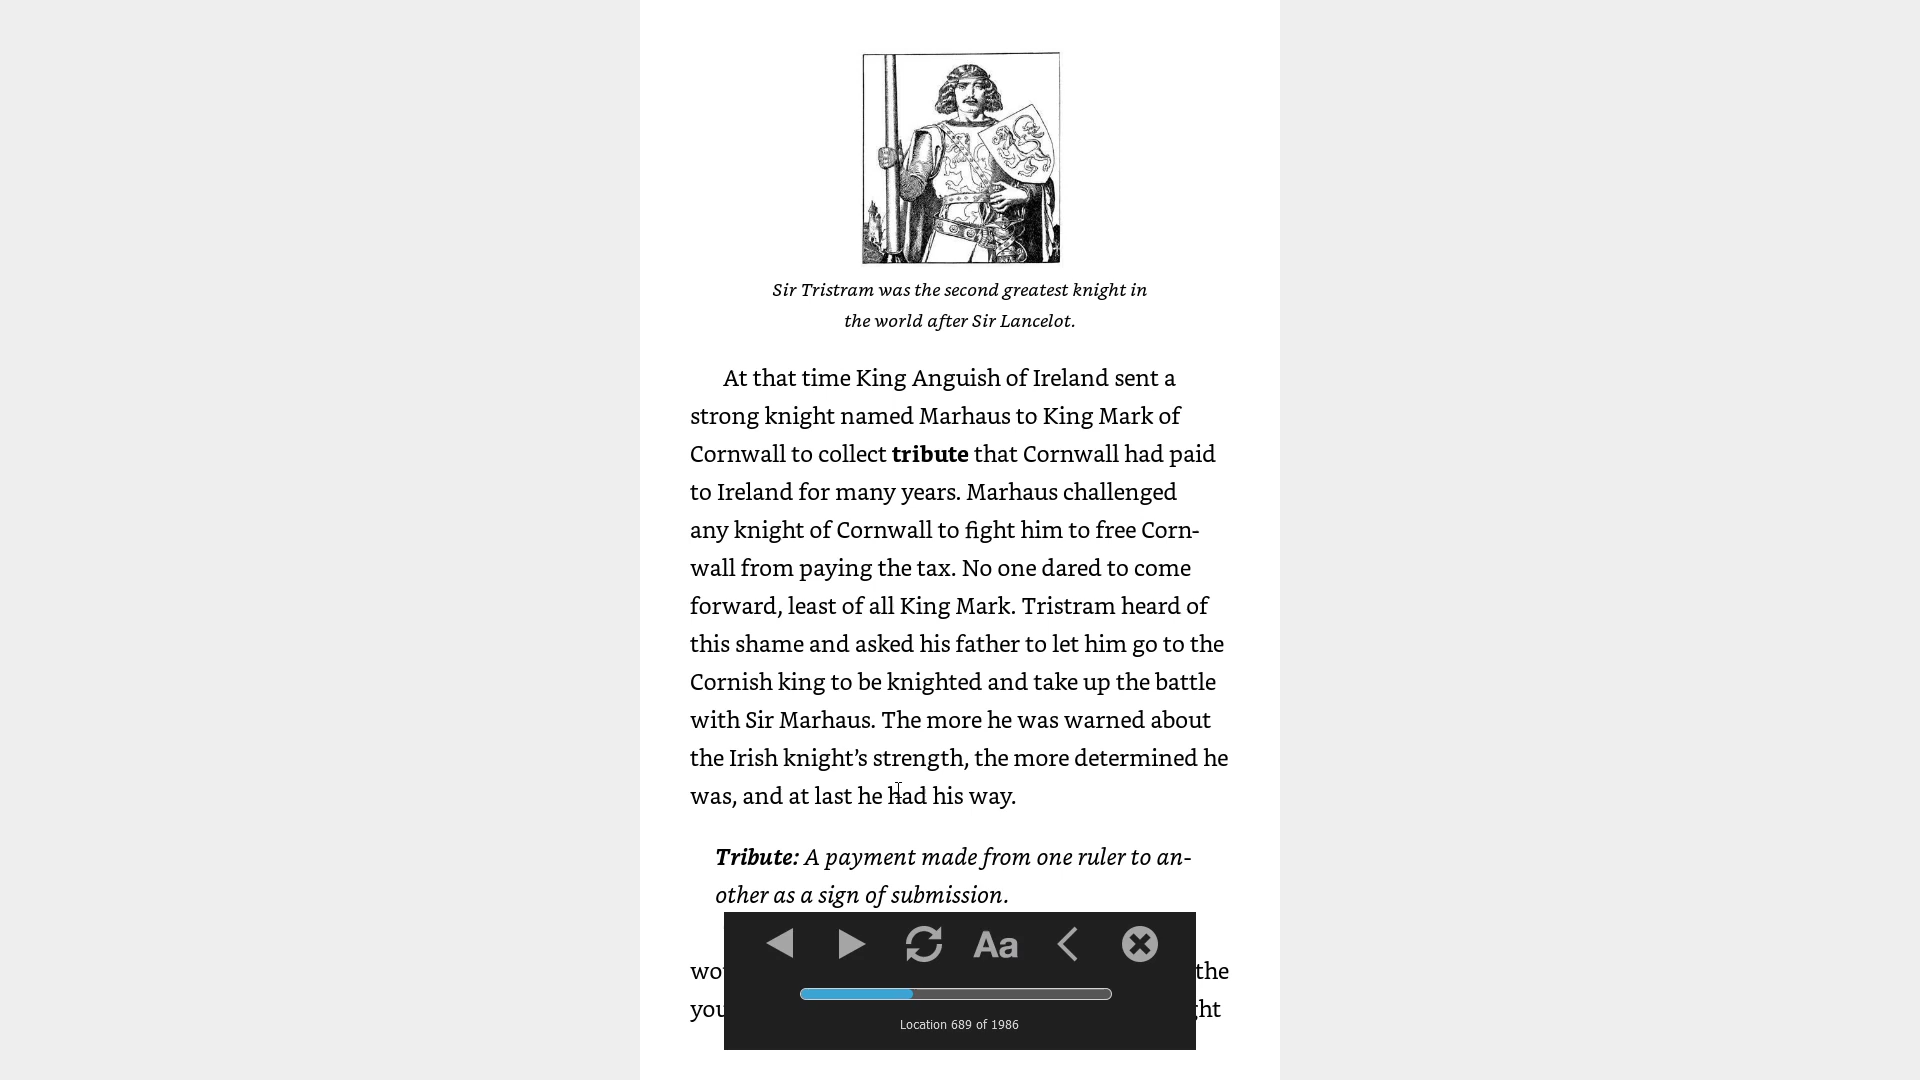 Sir Tristram was the second greatest knight in
the world after Sir Lancelot.
At that time King Anguish of Ireland sent a
strong knight named Marhaus to King Mark of
Cornwall to collect tribute that Cornwall had paid
to Ireland for many years. Marhaus challenged
any knight of Cornwall to fight him to free Corn-
wall from paying the tax. No one dared to come
forward, least of all King Mark. Tristram heard of
this shame and asked his father to let him go to the
Cornish king to be knighted and take up the battle
with Sir Marhaus. The more he was warned about
the Irish knight’s strength, the more determined he
was, and at last he had his way.
Tribute: A payment made from one ruler to an-
other as a sign of submission.
the
Aa
Location 689 of 1986